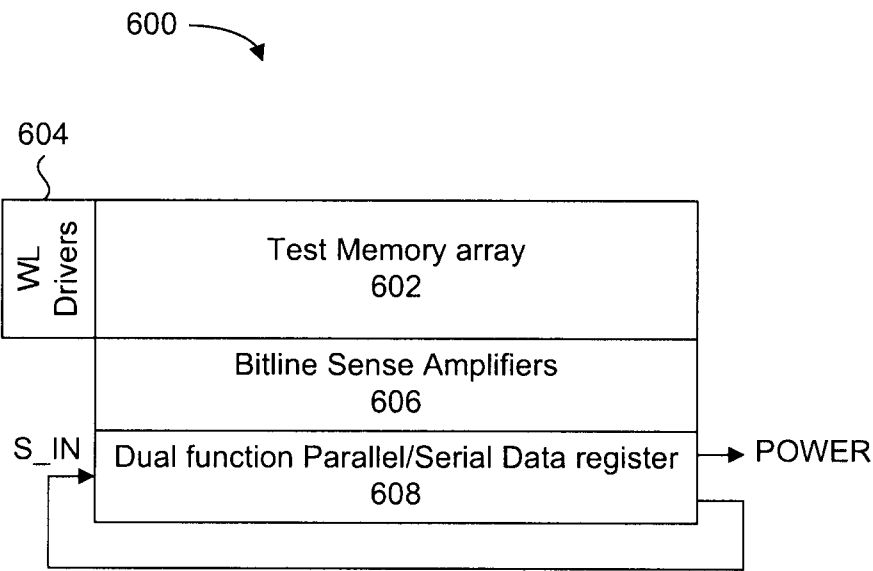 600
604
WL
Drivers
Test Memory array
602
Bitline Sense Amplifiers
606
S_IN
Dual function Parallel/Serial Data register
608
POWER